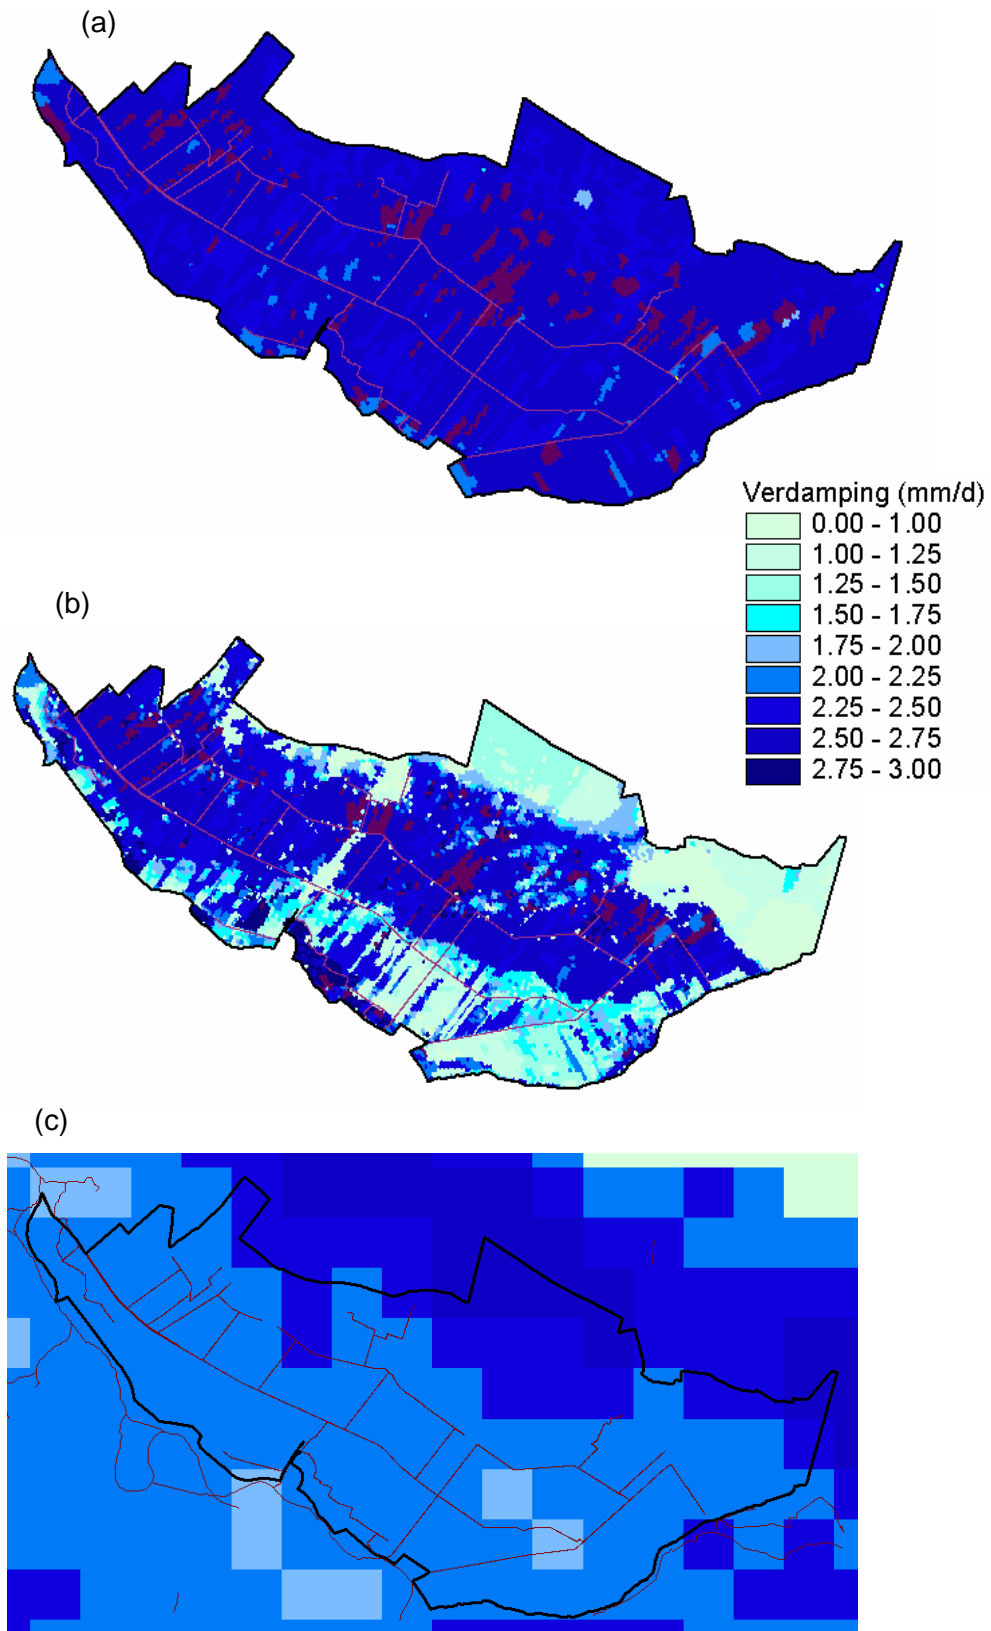 (a)
Verdamping (mm/d)
0.00 - 1.00
1.00 - 1.25
1.25 - 1.50
1.50 - 1.75
1.75 - 2.00
2.00 - 2.25
2.25 - 2.50
2.50 - 2.75
2.75 - 3.00
(b)
(c)